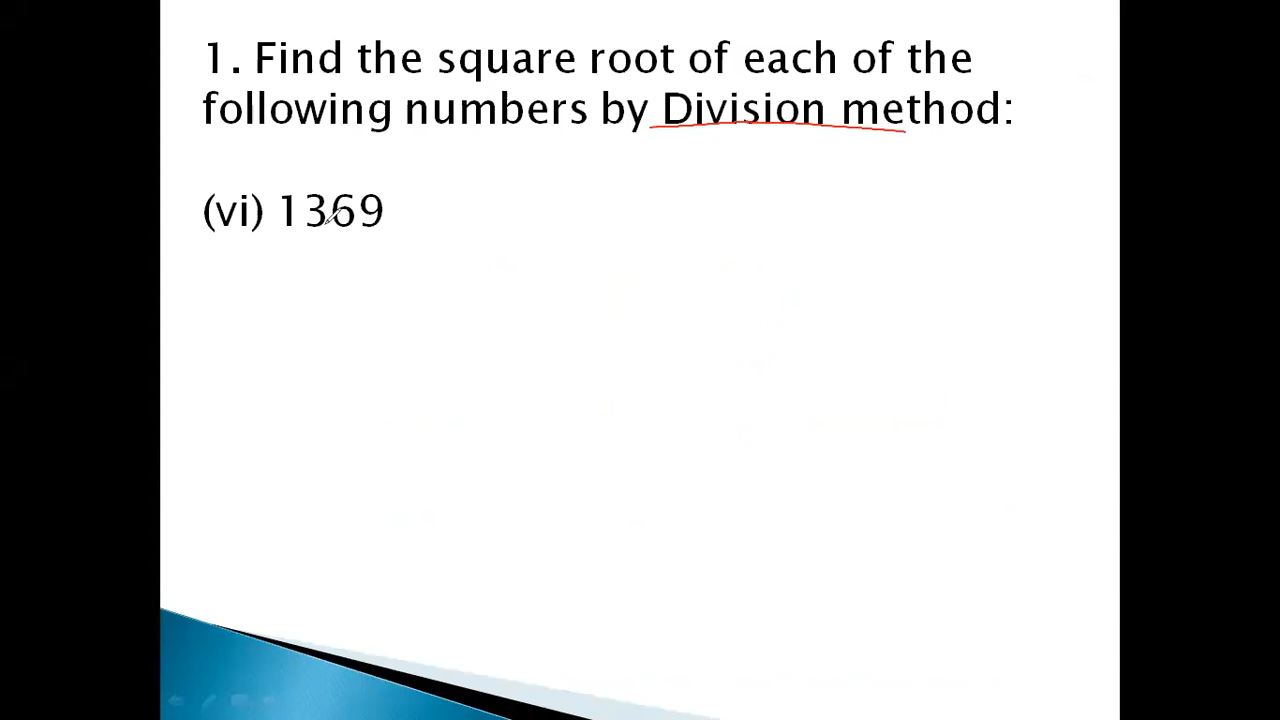 1. Find the square root of each of the
following numbers by Division method:
(vi) 1369